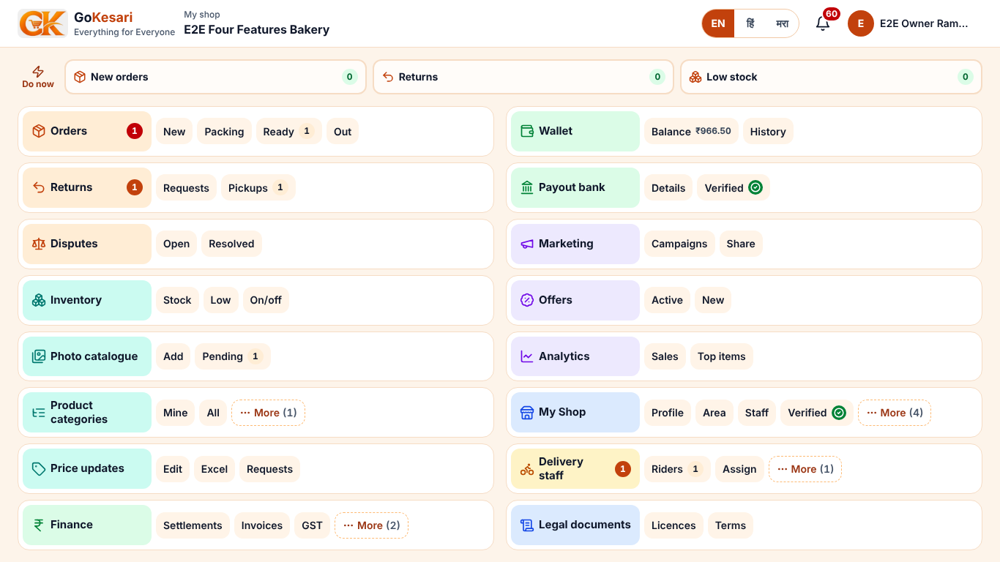 GK
GoKesari
Everything for Everyone
My shop
E2E Four Features Bakery
EN हिं मरा
60
E
E2E Owner Ram...
Do now
New orders 0
Returns 0
Low stock 0
Orders 1 New Packing Ready 1 Out
Wallet Balance ₹966.50 History
Returns 1 Requests Pickups 1
Payout bank Details Verified
Disputes Open Resolved
Marketing Campaigns Share
Inventory Stock Low On/off
Offers Active New
Photo catalogue Add Pending 1
Analytics Sales Top items
Product
categories
Mine All ··· More (1)
My Shop Profile Area Staff Verified ··· More (4)
Price updates Edit Excel Requests
Delivery
staff
1 Riders 1 Assign ··· More (1)
Finance Settlements Invoices GST ··· More (2)
Legal documents Licences Terms